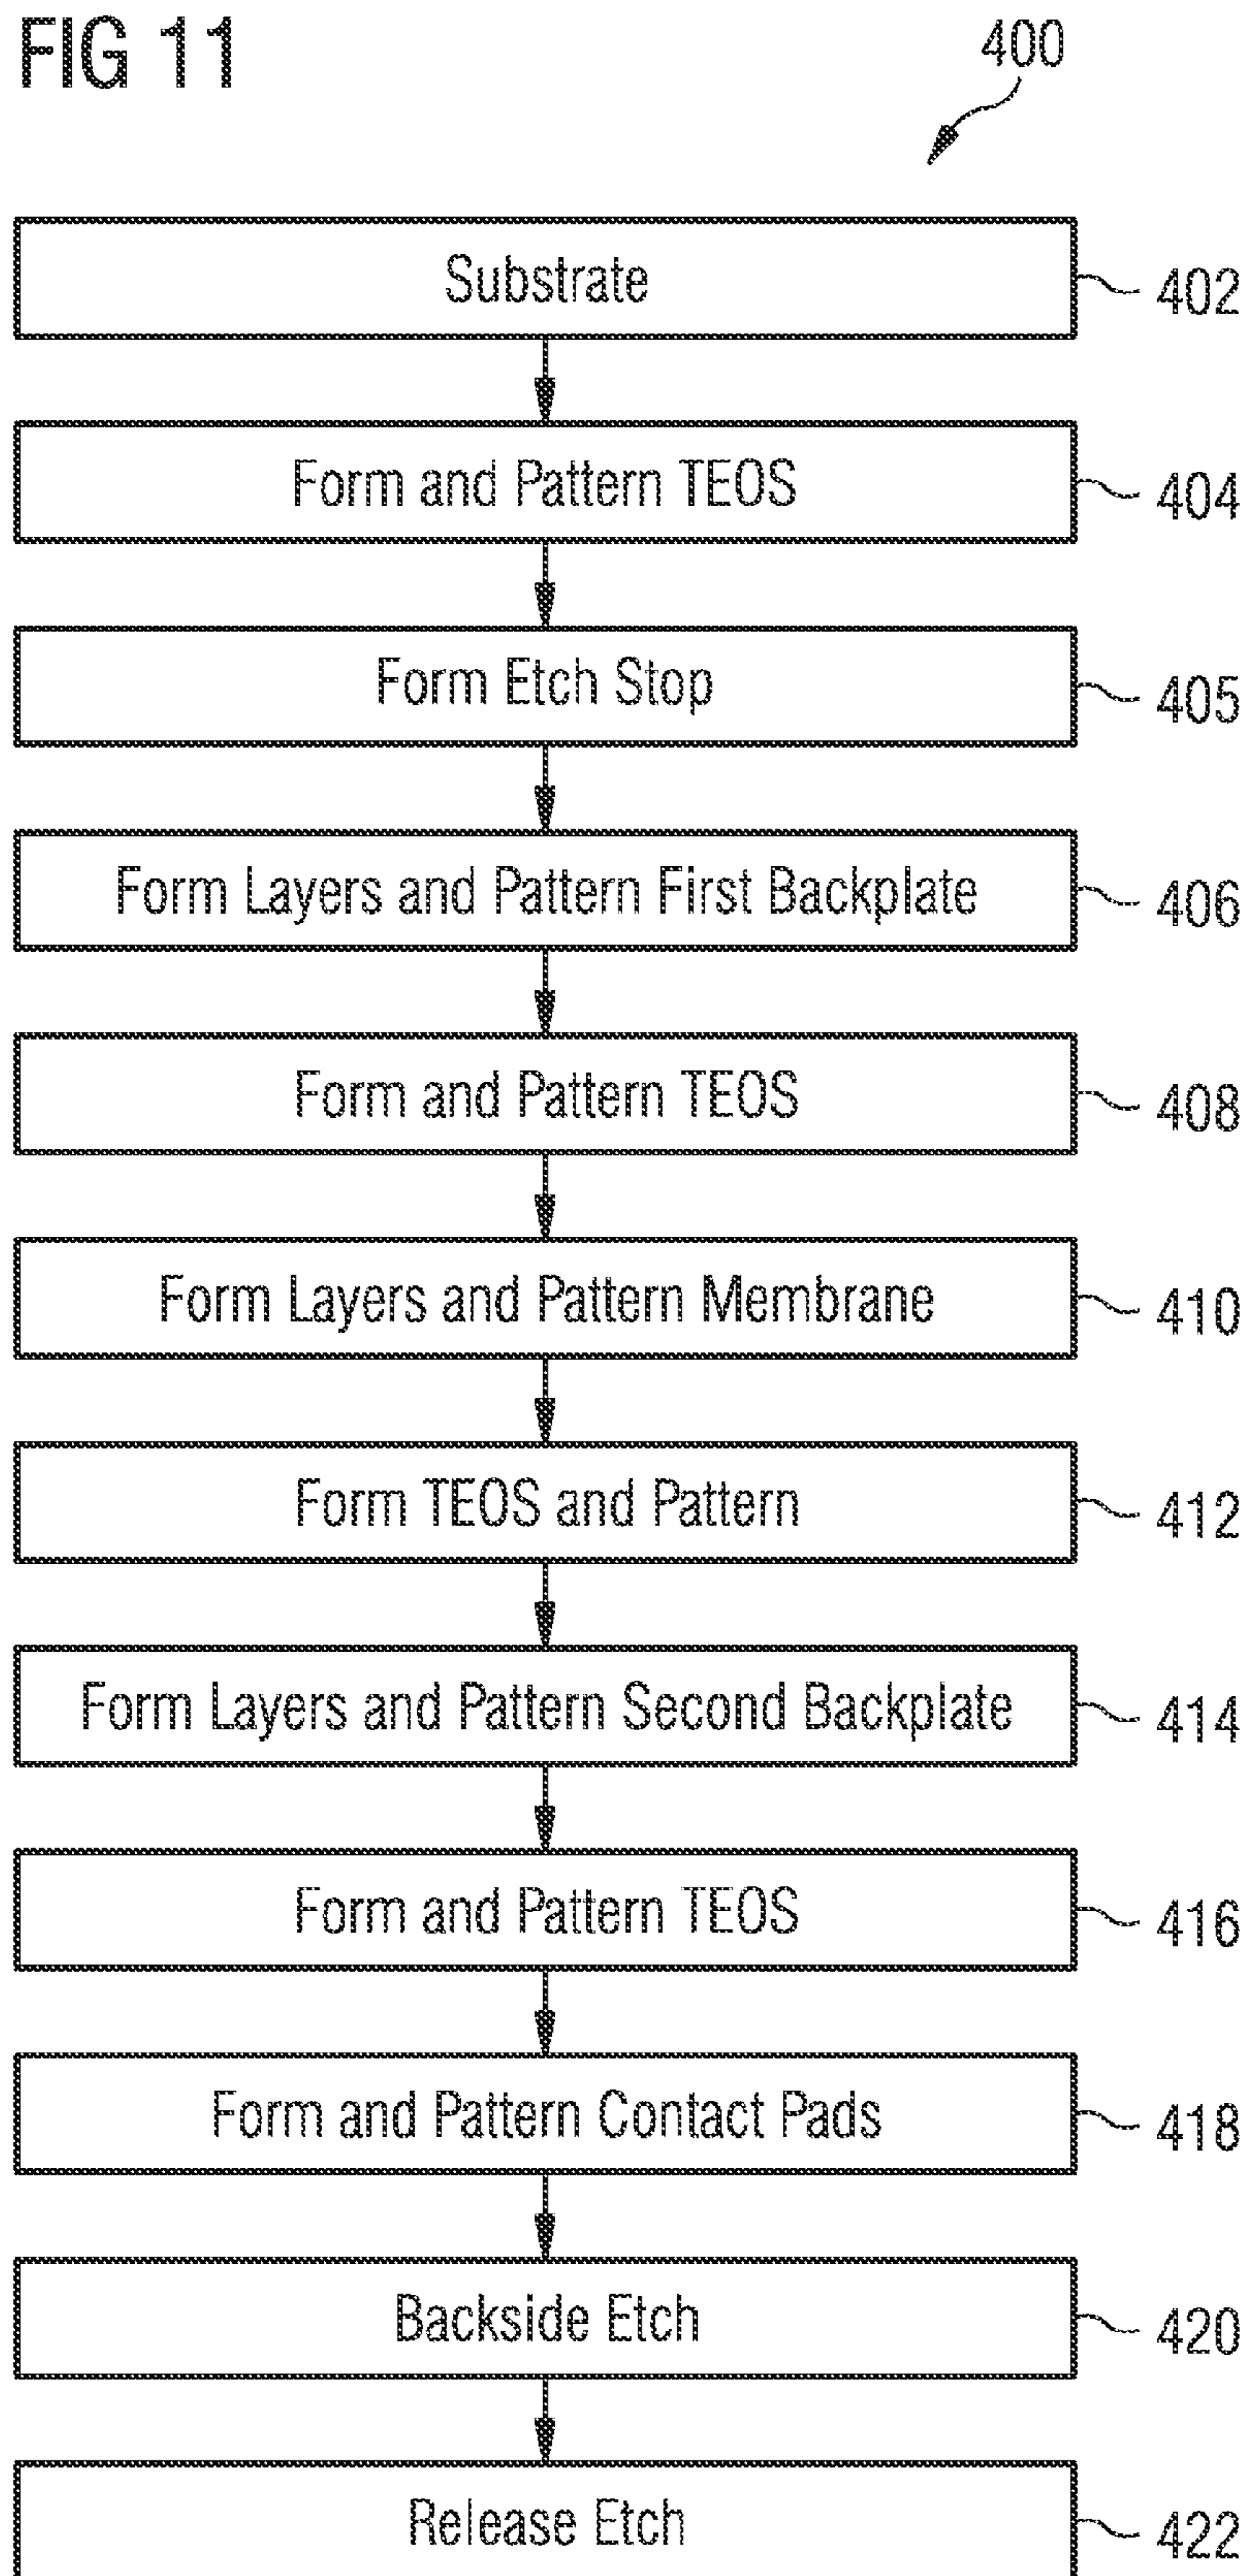 FIG 11
400
Substrate
402
Form and Pattern TEOS
404
Form Etch Stop
405
Form Layers and Pattern First Backplate
406
Form and Pattern TEOS
408
Form Layers and Pattern Membrane
410
Form TEOS and Pattern
412
Form Layers and Pattern Second Backplate
414
Form and Pattern TEOS
416
Form and Pattern Contact Pads
418
Backside Etch
420
Release Etch
422